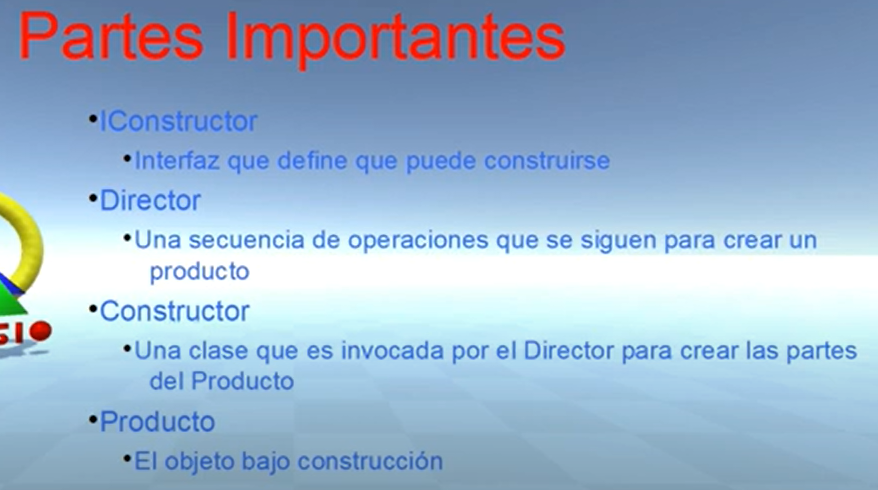 Partes Importantes
•IConstructor
•Interfaz que define que puede construirse
•Director
•Una secuencia de operaciones que se siguen para crear un
producto
•Constructor
•Una clase que es invocada por el Director para crear las partes
del Producto
•Producto
•El objeto bajo construcción